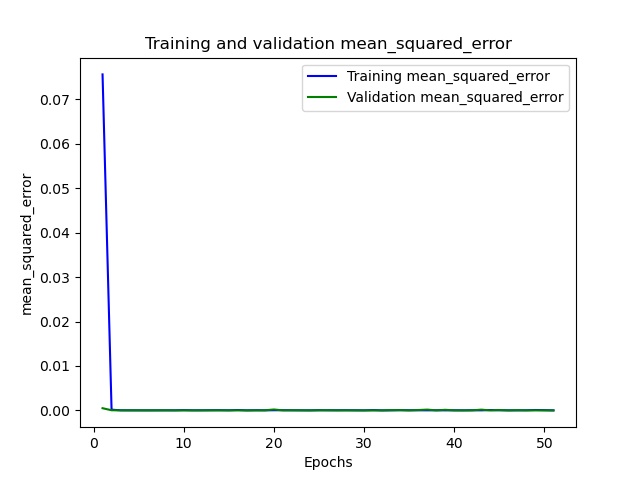 Training and validation mean_squared_error
Training mean_squared_error
Validation mean_squared_error
mean_squared_error
0.07
0.06
0.05
0.04
0.03
0.02
0.01
0.00
0 10 20 30 40 50
Epochs